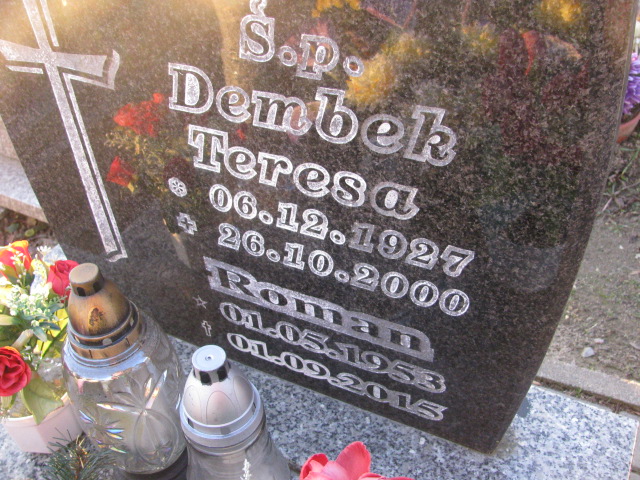 Ś.p.
Dembek
Teresa
06.12.1927
26.10.2000
Roman
01.05.1953
01.09.2015